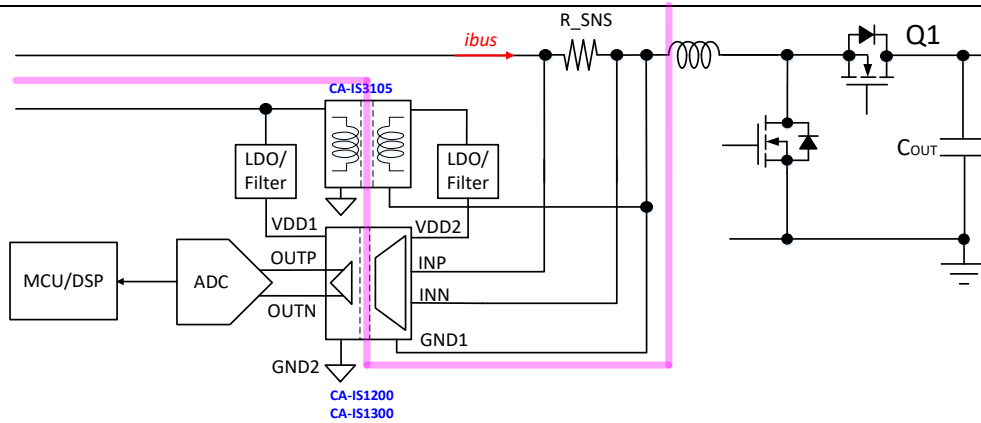 R_SNS
ibus
Q1
CA-IS3105
LDO/
Filter
LDO/
Filter
COUT
VDD1
VDD2
MCU/DSP
ADC
OUTP
OUTN
INP
INN
GND1
GND2
CA-IS1200
CA-IS1300